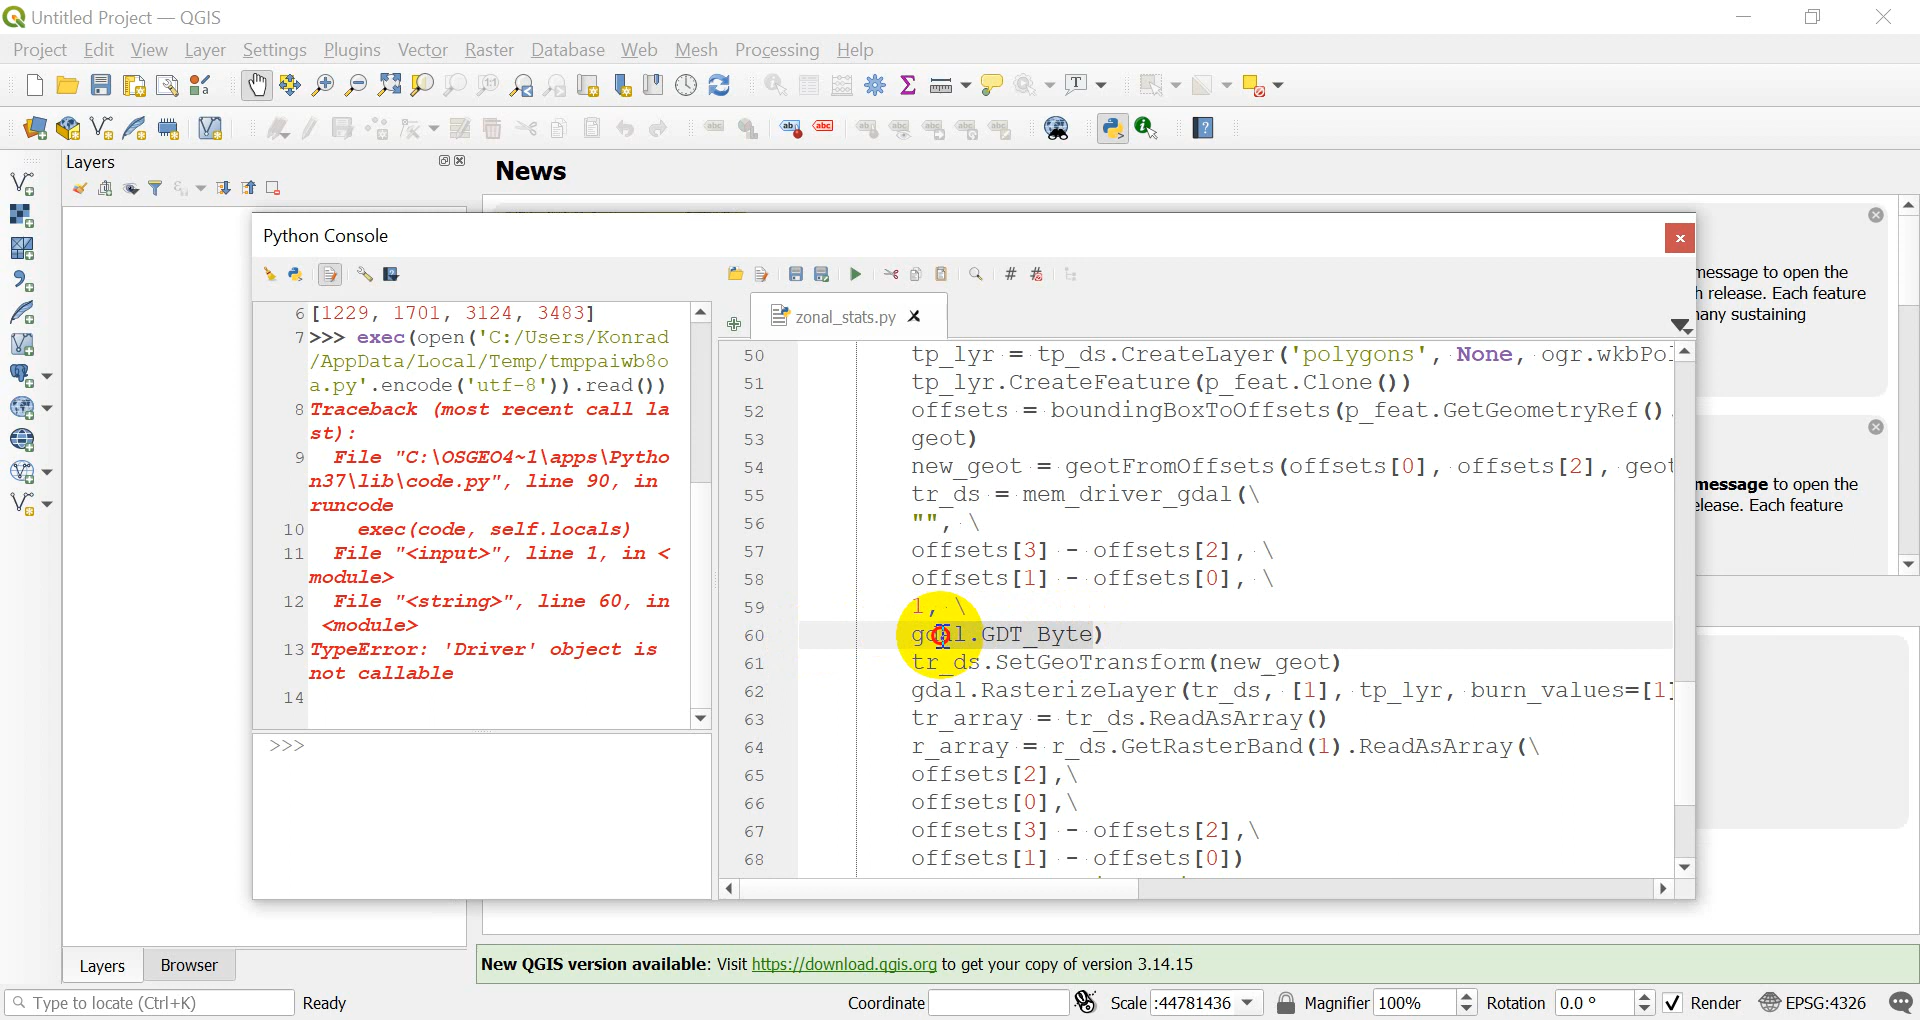 Untitled Project — QGIS
Project Edit View Layer Settings Plugins Vector Raster Database Web Mesh Processing Help
Layers
News
message to open the
release. Each feature
any sustaining
message to open the
elease. Each feature
Python Console
zonal_stats.py
6 [1229, 1701, 3124, 3483]
7 >>> exec(open('C:/Users/Konrad
/AppData/Local/Temp/tmppaiwb8o
a.py'.encode('utf-8')).read())
8 Traceback (most recent call la
st):
9 File "C:\OSGEO4~1\apps\Pytho
n37\lib\code.py", line 90, in
runcode
10 exec(code, self.locals)
11 File "<input>", line 1, in <
module>
12 File "<string>", line 60, in
<module>
13 TypeError: 'Driver' object is
not callable
14
>>>
50 tp_lyr = tp_ds.CreateLayer('polygons', None, ogr.wkbPo
51 tp_lyr.CreateFeature(p_feat.Clone())
52 offsets = boundingBoxToOffsets(p_feat.GetGeometryRef().
53 geot)
54 new_geot = geotFromOffsets(offsets[0], offsets[2], geot
55 tr_ds = mem_driver_gdal(\
56 "", \
57 offsets[3] - offsets[2], \
58 offsets[1] - offsets[0], \
59 1, \
60 gdal.GDT_Byte)
61 tr_ds.SetGeoTransform(new_geot)
62 gdal.RasterizeLayer(tr_ds, [1], tp_lyr, burn_values=[1]
63 tr_array = tr_ds.ReadAsArray()
64 r_array = r_ds.GetRasterBand(1).ReadAsArray(\
65 offsets[2],\
66 offsets[0],\
67 offsets[3] - offsets[2],\
68 offsets[1] - offsets[0])
Layers Browser
New QGIS version available: Visit https://download.qgis.org to get your copy of version 3.14.15
Type to locate (Ctrl+K) Ready Coordinate Scale :44781436 Magnifier 100% Rotation 0.0 ° Render EPSG:4326